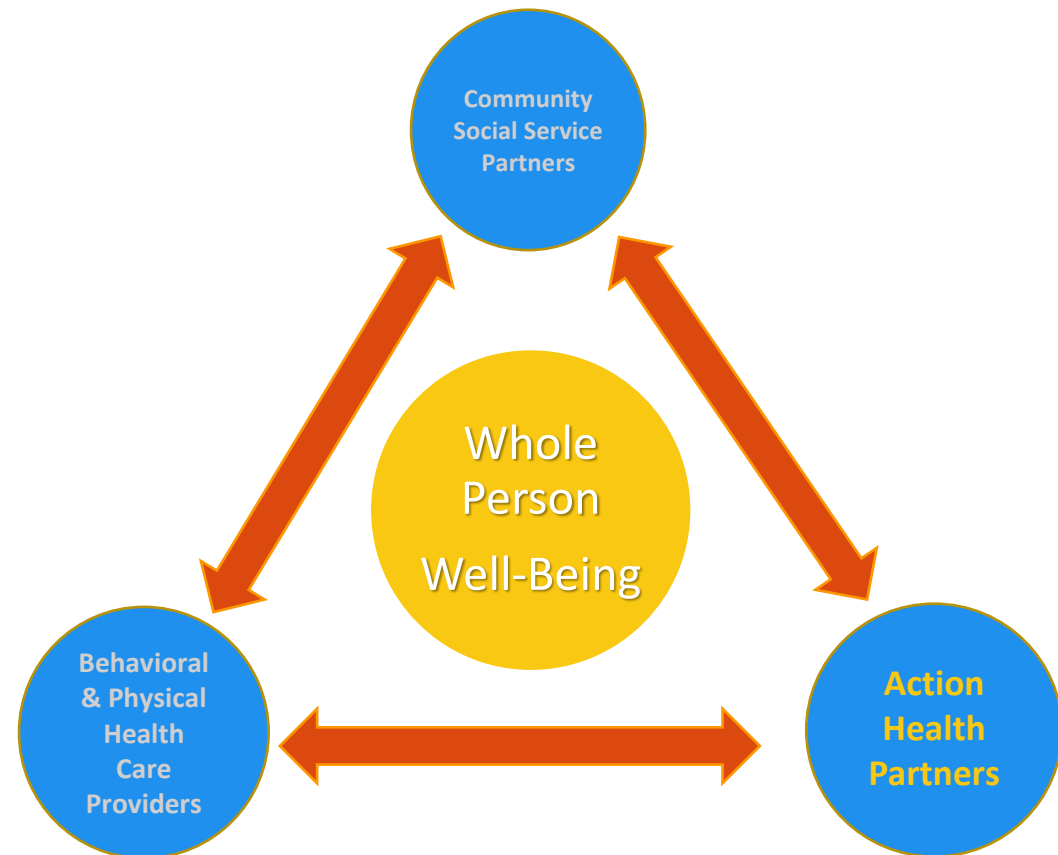 Community
Social Service
Partners
Whole
Person
Well-Being
Behavioral
& Physical
Health
Care
Providers
Action
Health
Partners